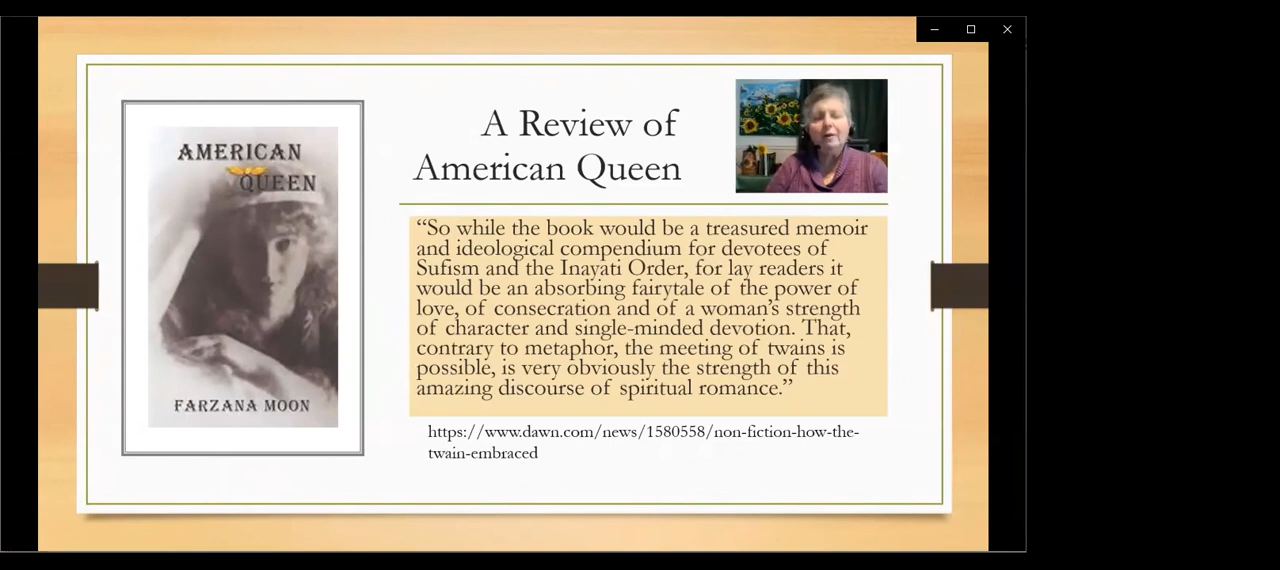 AMERICAN
QUEEN
FARZANA MOON
A Review of
American Queen
“So while the book would be a treasured memoir
and ideological compendium for devotees of
Sufism and the Inayati Order, for lay readers it
would be an absorbing fairytale of the power of
love, of consecration and of a woman’s strength
of character and single-minded devotion. That,
contrary to metaphor, the meeting of twains is
possible, is very obviously the strength of this
amazing discourse of spiritual romance.”
https://www.dawn.com/news/1580558/non-fiction-how-the-
twain-embraced